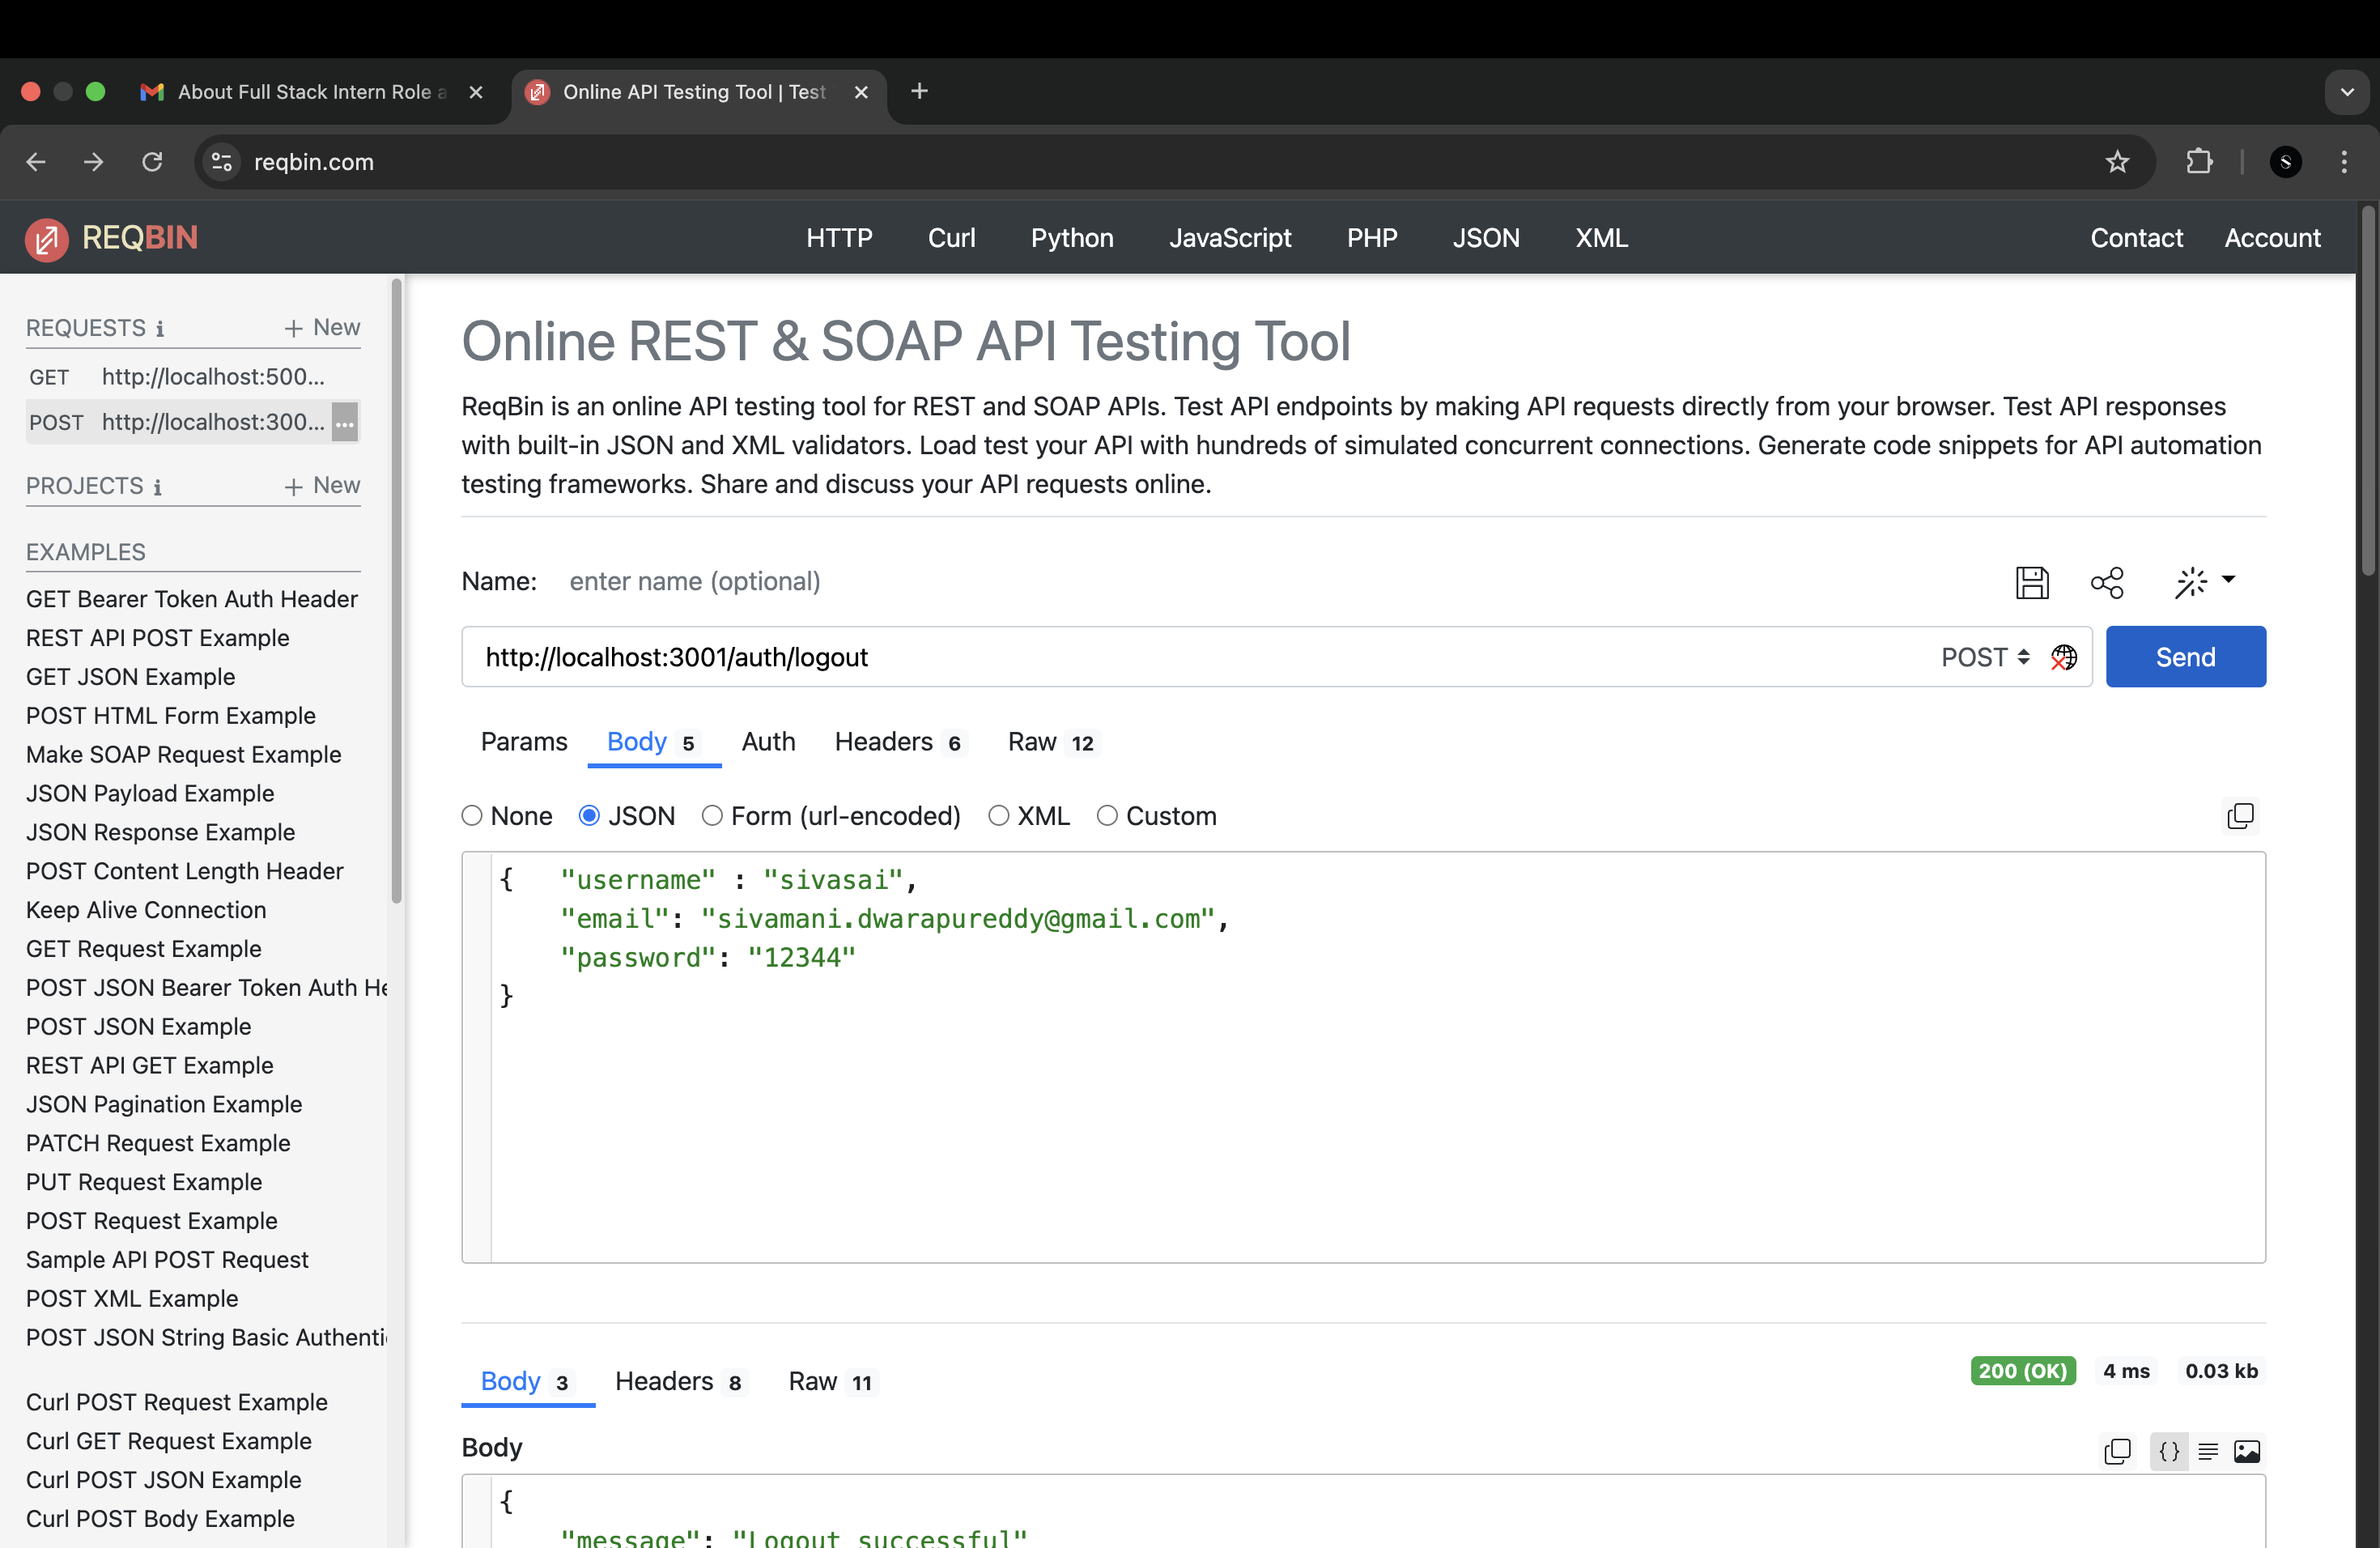 About Full Stack Intern Role a
Online API Testing Tool | Test
reqbin.com
S
REQBIN
HTTP Curl Python JavaScript PHP JSON XML
Contact Account
REQUESTS i + New
GET http://localhost:500...
POST http://localhost:300... ...
PROJECTS i + New
EXAMPLES
GET Bearer Token Auth Header
REST API POST Example
GET JSON Example
POST HTML Form Example
Make SOAP Request Example
JSON Payload Example
JSON Response Example
POST Content Length Header
Keep Alive Connection
GET Request Example
POST JSON Bearer Token Auth He
POST JSON Example
REST API GET Example
JSON Pagination Example
PATCH Request Example
PUT Request Example
POST Request Example
Sample API POST Request
POST XML Example
POST JSON String Basic Authenti
Curl POST Request Example
Curl GET Request Example
Curl POST JSON Example
Curl POST Body Example
Online REST & SOAP API Testing Tool
ReqBin is an online API testing tool for REST and SOAP APIs. Test API endpoints by making API requests directly from your browser. Test API responses
with built-in JSON and XML validators. Load test your API with hundreds of simulated concurrent connections. Generate code snippets for API automation
testing frameworks. Share and discuss your API requests online.
Name: enter name (optional)
http://localhost:3001/auth/logout POST Send
Params Body 5 Auth Headers 6 Raw 12
None JSON Form (url-encoded) XML Custom
{ "username" : "sivasai",
"email": "sivamani.dwarapureddy@gmail.com",
"password": "12344"
}
Body 3 Headers 8 Raw 11
200 (OK) 4 ms 0.03 kb
Body
{}
{
"message": "Logout successful"